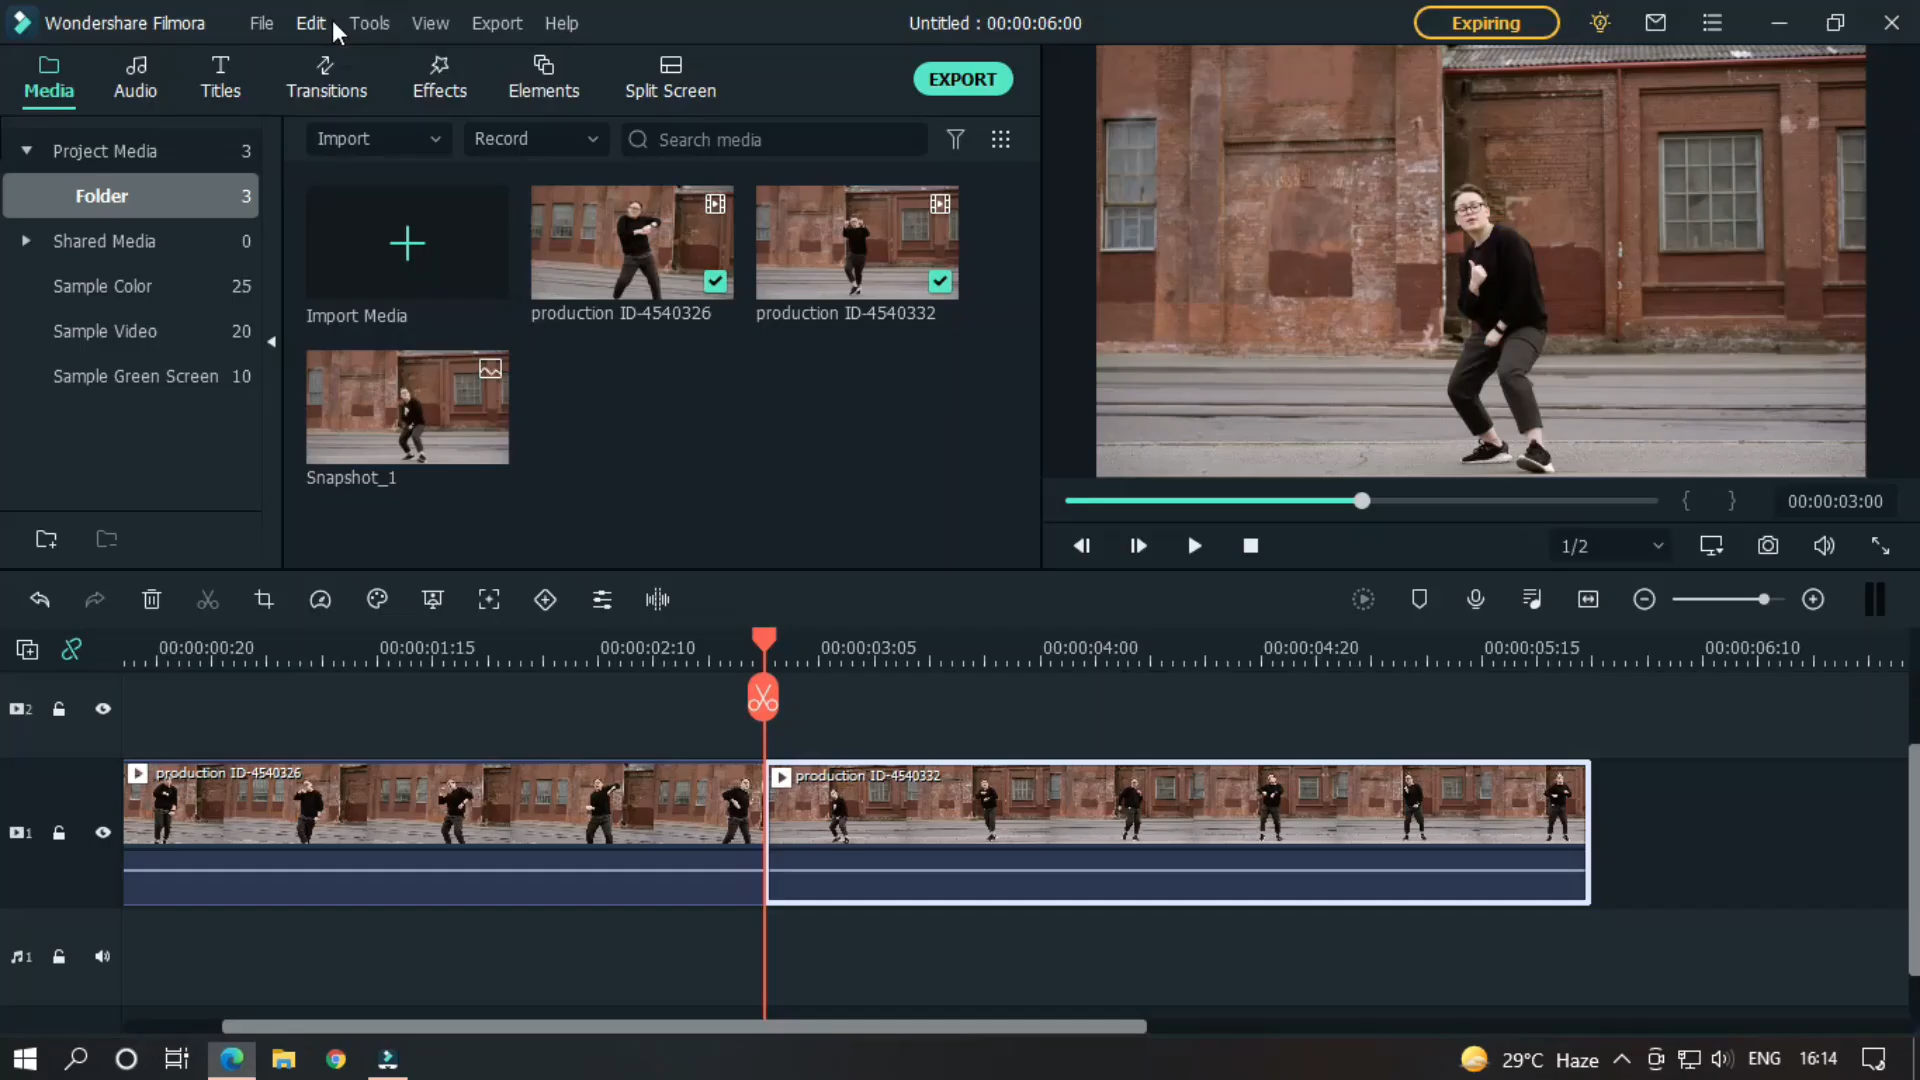 Wondershare Filmora
File
Edit
Tools
View
Export
Help
Untitled : 00:00:06:00
Expiring
Media
Audio
Titles
Transitions
Effects
Elements
Split Screen
EXPORT
Project Media 3
Folder 3
Shared Media 0
Sample Color 25
Sample Video 20
Sample Green Screen 10
Import
Record
Search media
Import Media
production ID-4540326
production ID-4540332
Snapshot_1
{ }
00:00:03:00
1/2
00:00:00:20
00:00:01:15
00:00:02:10
00:00:03:05
00:00:04:00
00:00:04:20
00:00:05:15
00:00:06:10
2
production ID-4540326
production ID-4540332
1
1
29°C Haze
ENG
16:14